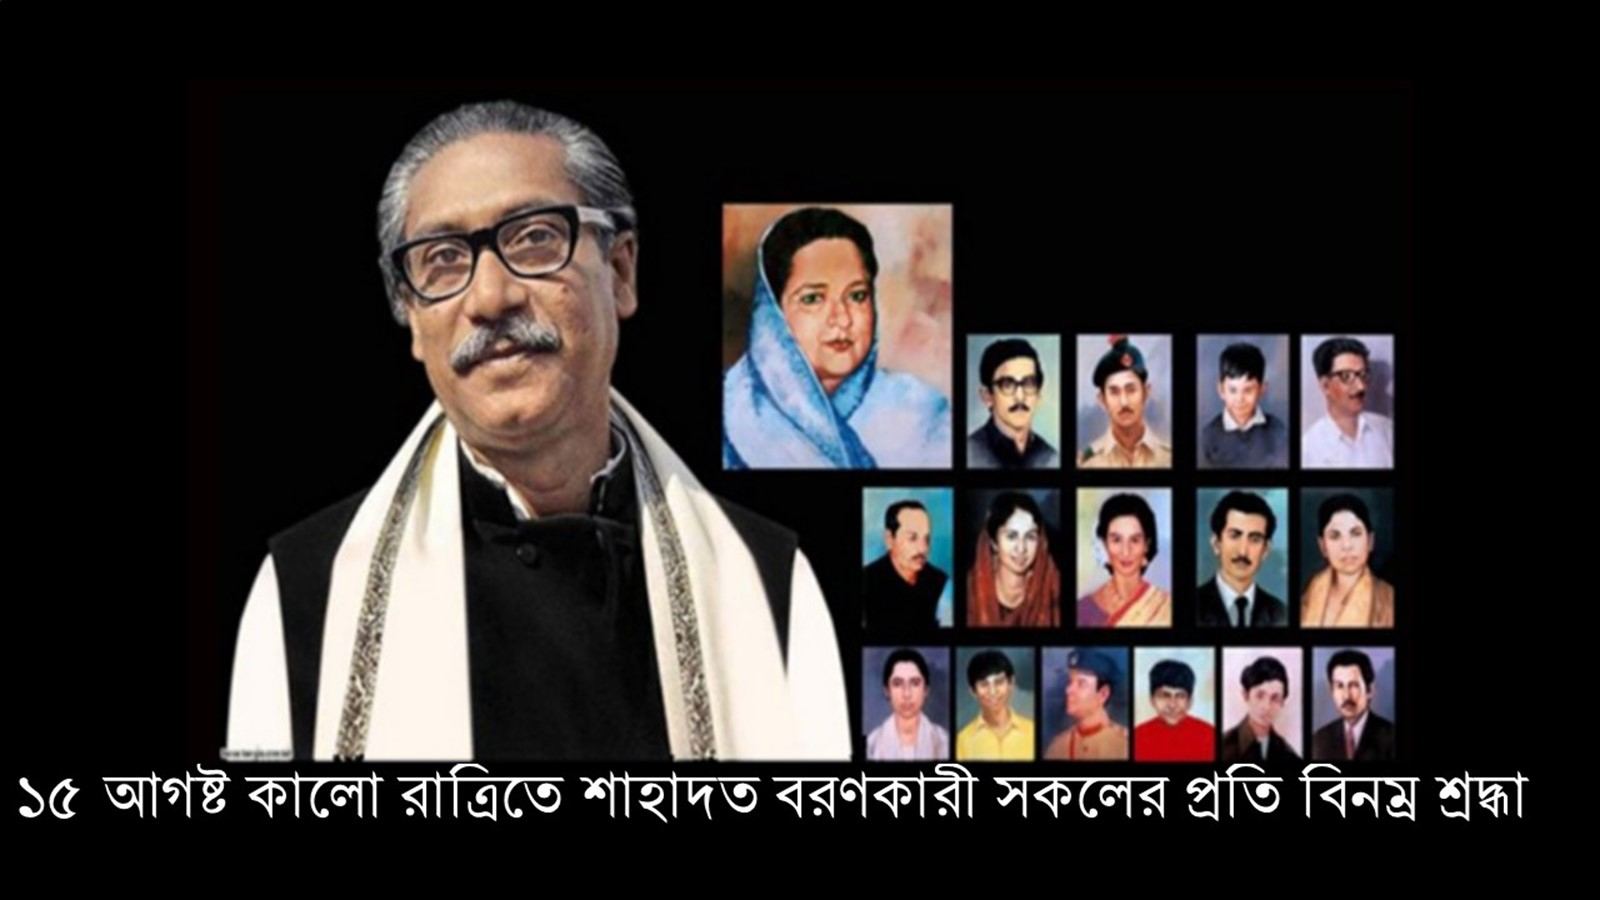 ১৫ আগষ্ট কালো রাত্রিতে শাহাদত বরণকারী সকলের প্রতি বিনম্র শ্রদ্ধা